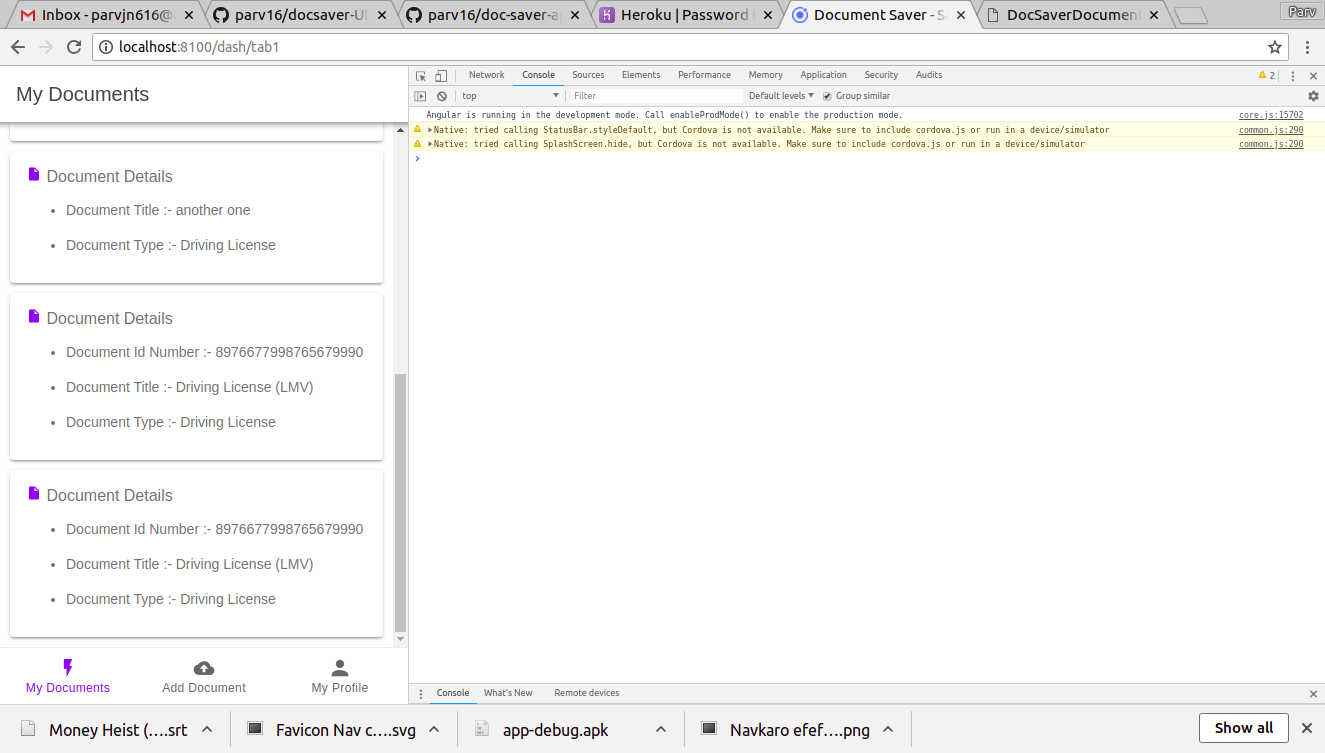 Inbox - parvjn616@
parv16/docsaver-UI
parv16/doc-saver-a
Heroku | Password
Document Saver - S
DocSaverDocument
Parv
localhost:8100/dash/tab1
My Documents
Document Details
Document Title :- another one
Document Type :- Driving License
Document Details
Document Id Number :- 8976677998765679990
Document Title :- Driving License (LMV)
Document Type :- Driving License
Document Details
Document Id Number :- 8976677998765679990
Document Title :- Driving License (LMV)
Document Type :- Driving License
My Documents
Add Document
My Profile
Network
Console
Sources
Elements
Performance
Memory
Application
Security
Audits
2
top
Filter
Default levels
Group similar
Angular is running in the development mode. Call enableProdMode() to enable the production mode.
core.js:15702
Native: tried calling StatusBar.styleDefault, but Cordova is not available. Make sure to include cordova.js or run in a device/simulator
common.js:290
Native: tried calling SplashScreen.hide, but Cordova is not available. Make sure to include cordova.js or run in a device/simulator
common.js:290
Console
What's New
Remote devices
Money Heist (....srt
Favicon Nav c....svg
app-debug.apk
Navkaro efef....png
Show all